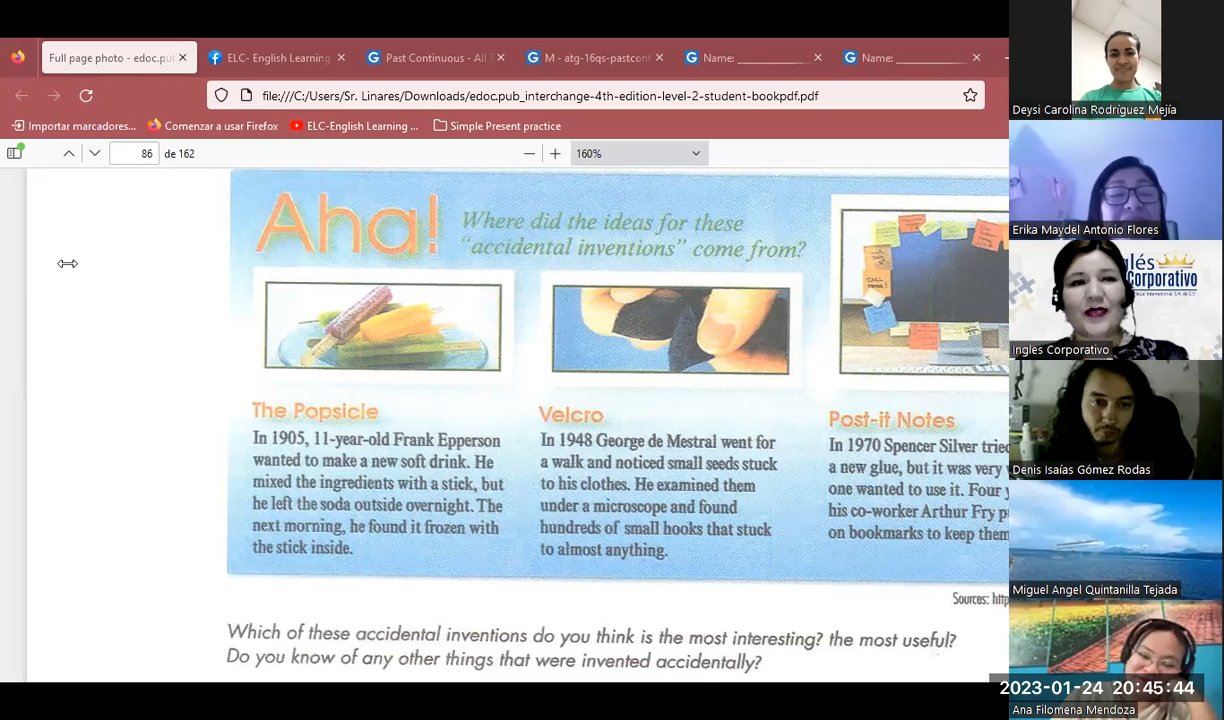 Full page photo - edoc.pu
ELC- English Learning
Past Continuous - All T
M - atg-16qs-pastcont
Name: ____________
Name: ____________
file:///C:/Users/Sr. Linares/Downloads/edoc.pub_interchange-4th-edition-level-2-student-bookpdf.pdf
Importar marcadores...
Comenzar a usar Firefox
ELC-English Learning ...
Simple Present practice
86
de 162
160%
Aha!
Where did the ideas for these
"accidental inventions" come from?
The Popsicle
In 1905, 11-year-old Frank Epperson
wanted to make a new soft drink. He
mixed the ingredients with a stick, but
he left the soda outside overnight. The
next morning, he found it frozen with
the stick inside.
Velcro
In 1948 George de Mestral went for
a walk and noticed small seeds stuck
to his clothes. He examined them
under a microscope and found
hundreds of small hooks that stuck
to almost anything.
Post-it Notes
In 1970 Spencer Silver tried
a new glue, but it was very
one wanted to use it. Four y
his co-worker Arthur Fry p
on bookmarks to keep them
Sources: http
Which of these accidental inventions do you think is the most interesting? the most useful?
Do you know of any other things that were invented accidentally?
Deysi Carolina Rodríguez Mejía
Erika Maydel Antonio Flores
glés
Corporativo
Ingles Corporativo
Denis Isaías Gómez Rodas
Miguel Angel Quintanilla Tejada
2023-01-24 20:45:44
Ana Filomena Mendoza